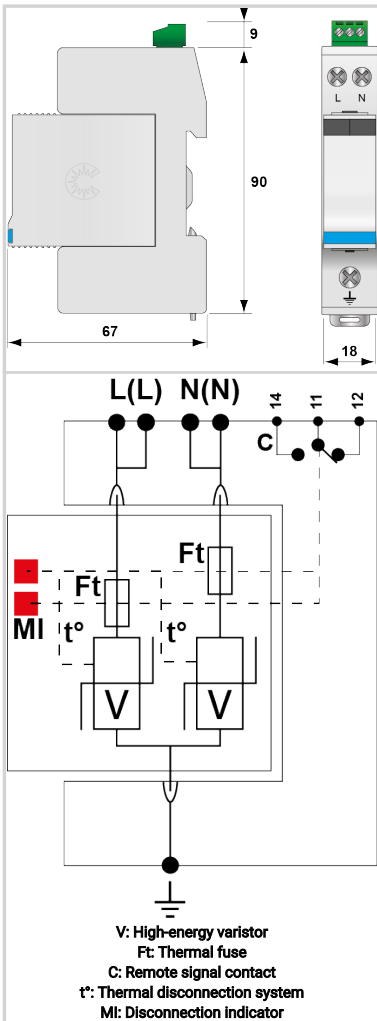 9
L N
90
67
18
L(L) N(N) 14 11 12
C
Ft
Ft
MI t° t°
V V
V: High-energy varistor
Ft: Thermal fuse
C: Remote signal contact
t°: Thermal disconnection system
MI: Disconnection indicator